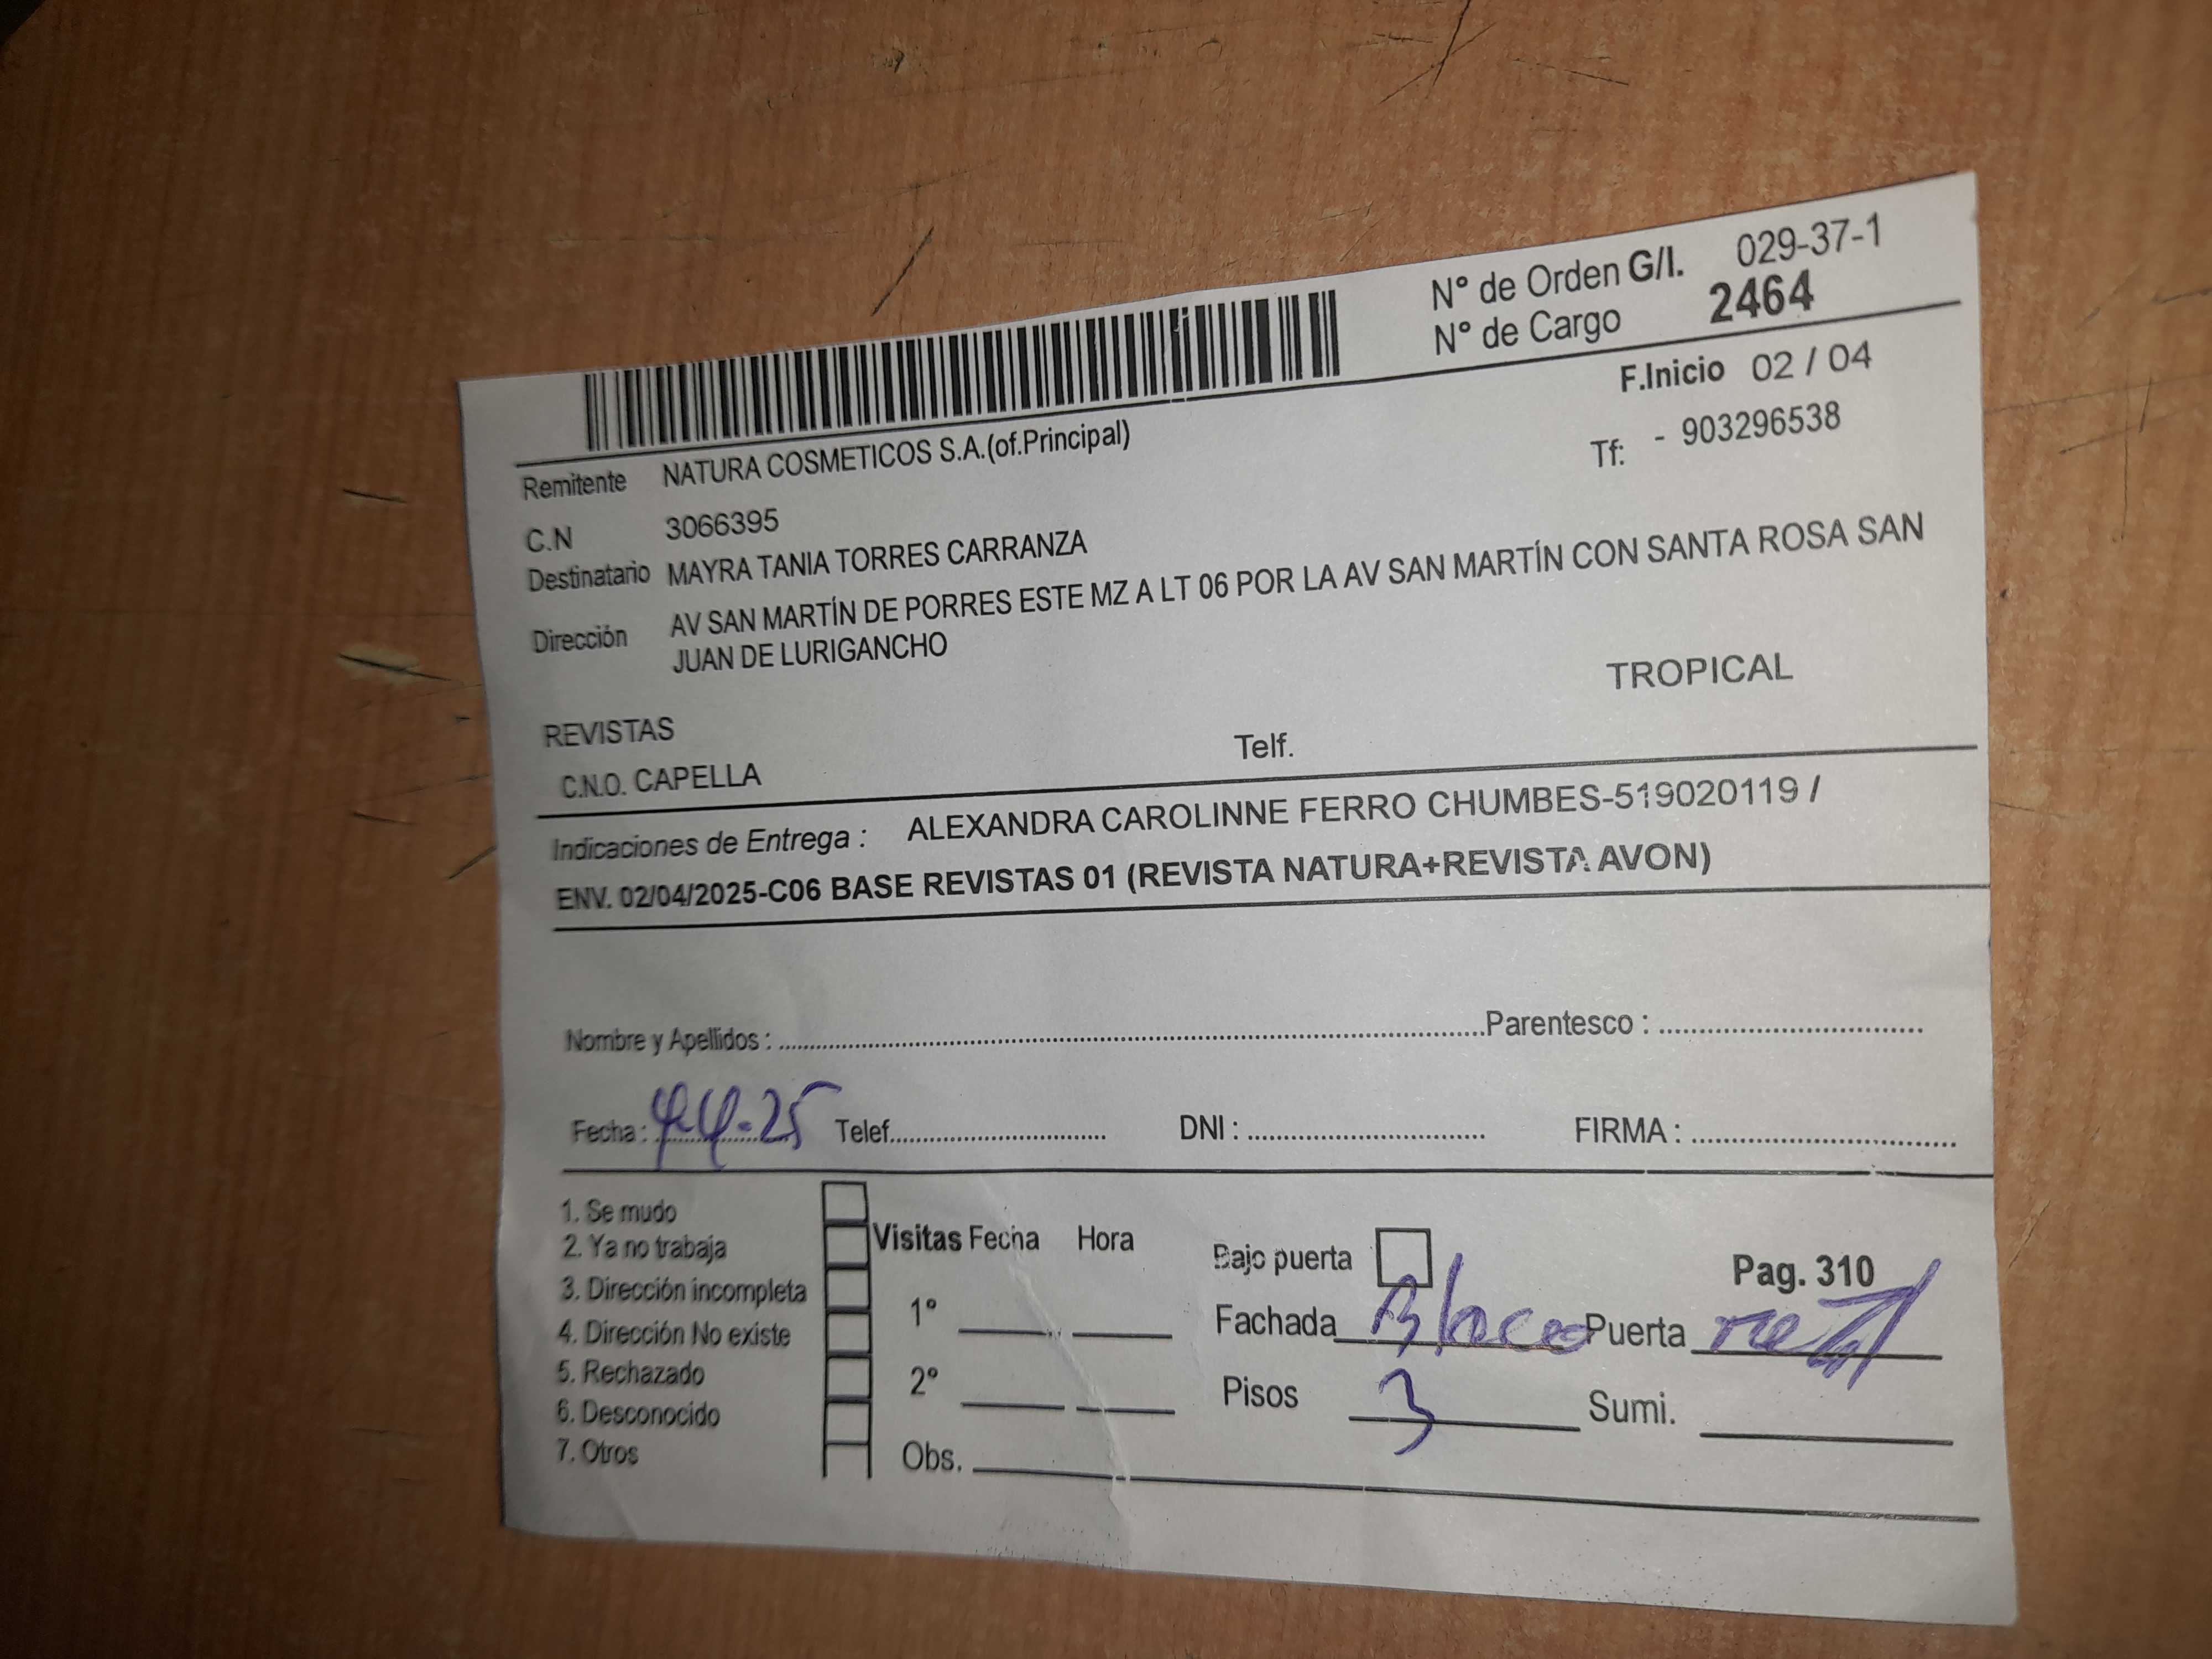 N° de Orden G/I. 029-37-1
N° de Cargo 2464
F.Inicio 02 / 04
Remitente NATURA COSMETICOS S.A.(of.Principal)
Tf: - 903296538
C.N 3066395
Destinatario MAYRA TANIA TORRES CARRANZA
Dirección AV SAN MARTÍN DE PORRES ESTE MZ A LT 06 POR LA AV SAN MARTÍN CON SANTA ROSA SAN
JUAN DE LURIGANCHO
TROPICAL
REVISTAS
C.N.O. CAPELLA Telf.
Indicaciones de Entrega : ALEXANDRA CAROLINNE FERRO CHUMBES-519020119 /
ENV. 02/04/2025-C06 BASE REVISTAS 01 (REVISTA NATURA+REVISTA AVON)
Nombre y Apellidos : Parentesco :
Fecha : 4-4-25 Telef. DNI : FIRMA :
1. Se mudo
2. Ya no trabaja
3. Dirección incompleta
4. Dirección No existe
5. Rechazado
6. Desconocido
7. Otros
Visitas Fecha Hora
1°
2°
Obs.
Bajo puerta
Pag. 310
Fachada Blanco Puerta
Pisos 3 Sumi.